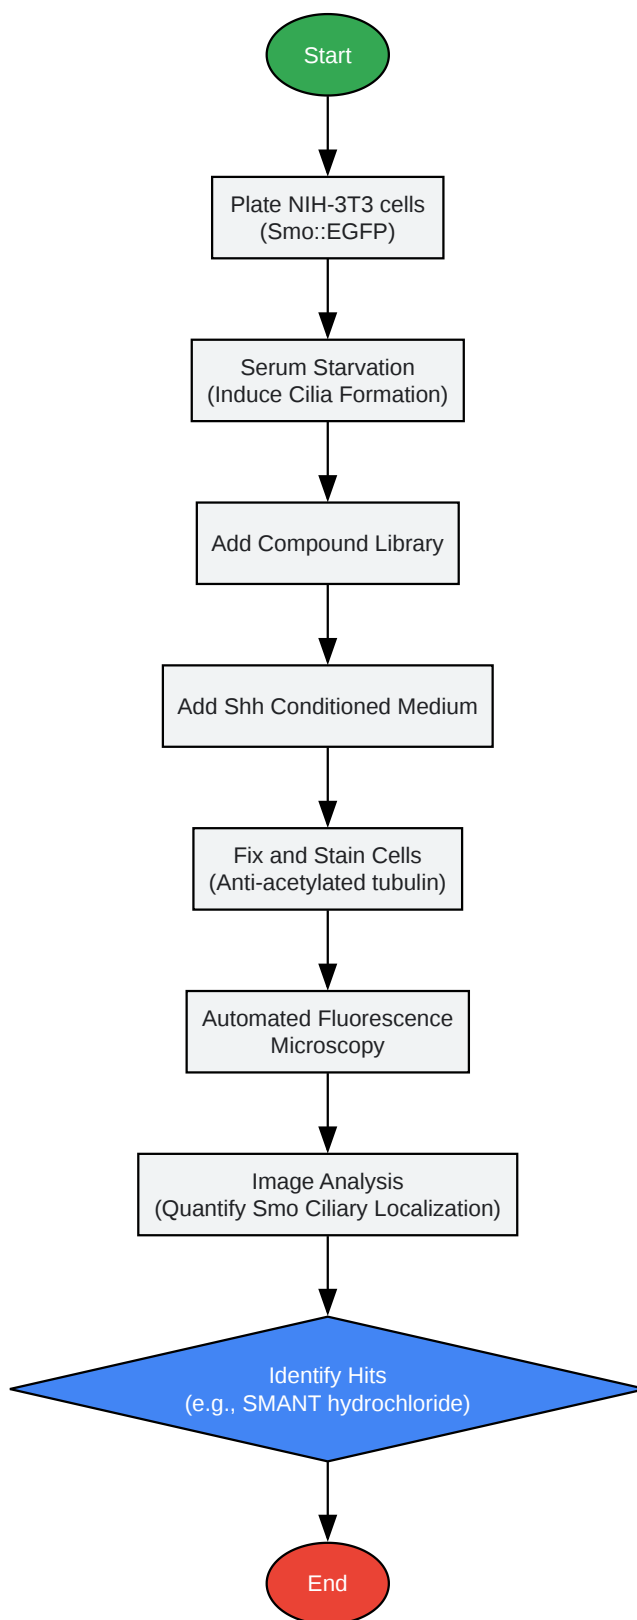 Start
Plate NIH-3T3 cells
(Smo::EGFP)
Serum Starvation
(Induce Cilia Formation)
Add Compound Library
Add Shh Conditioned Medium
Fix and Stain Cells
(Anti-acetylated tubulin)
Automated Fluorescence
Microscopy
Image Analysis
(Quantify Smo Ciliary Localization)
Identify Hits
(e.g., SMANT hydrochloride)
End